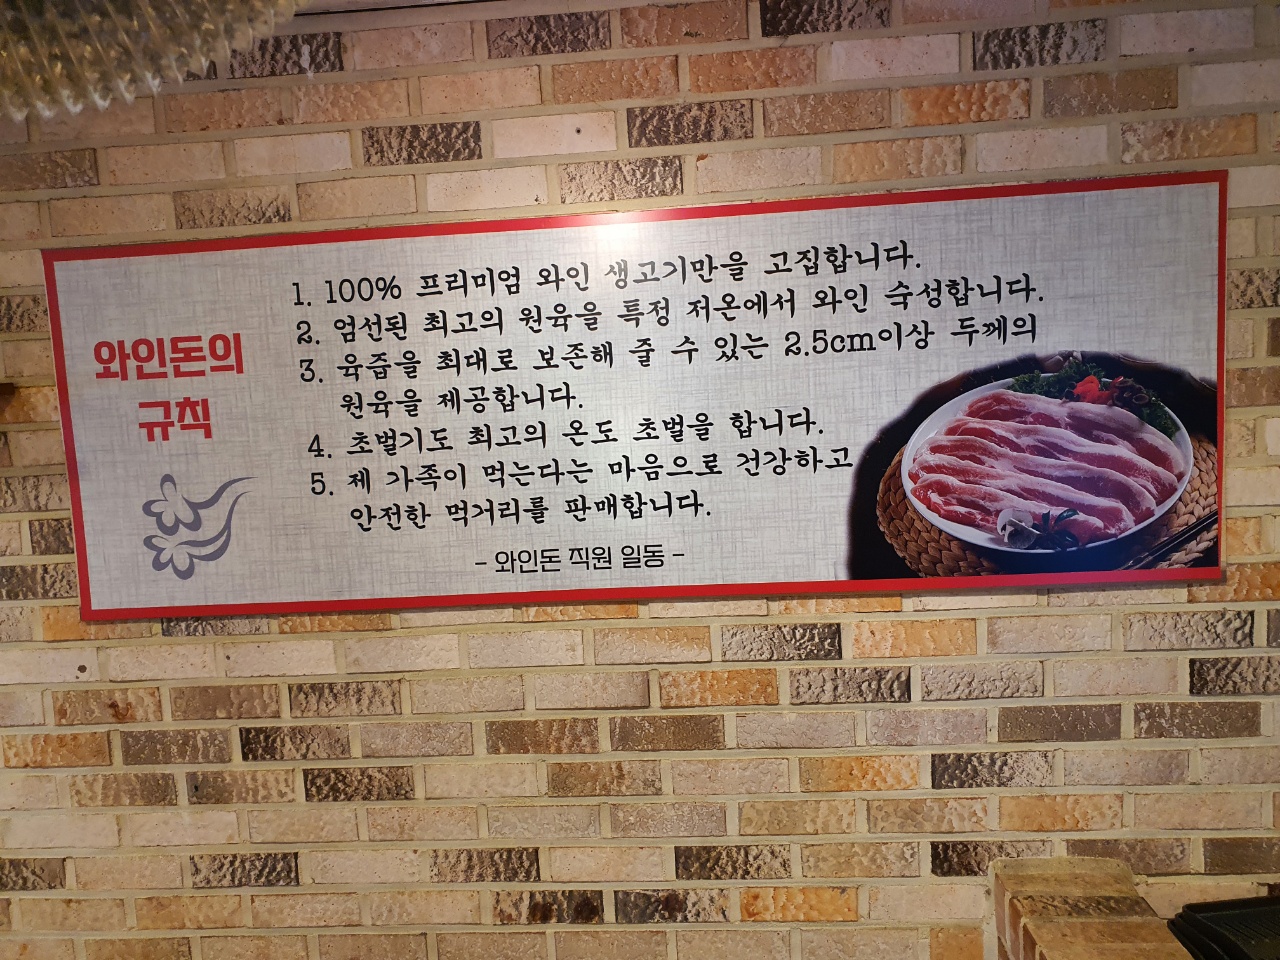 와인돈의
규칙
1. 100% 프리미엄 와인 생고기만을 고집합니다.
2. 엄선된 최고의 원육을 특정 저온에서 와인 숙성합니다.
3. 육즙을 최대로 보존해 줄 수 있는 2.5cm이상 두께의
원육을 제공합니다.
4. 초벌기도 최고의 온도 초벌을 합니다.
5. 제 가족이 먹는다는 마음으로 건강하고
안전한 먹거리를 판매합니다.
- 와인돈 직원 일동 -